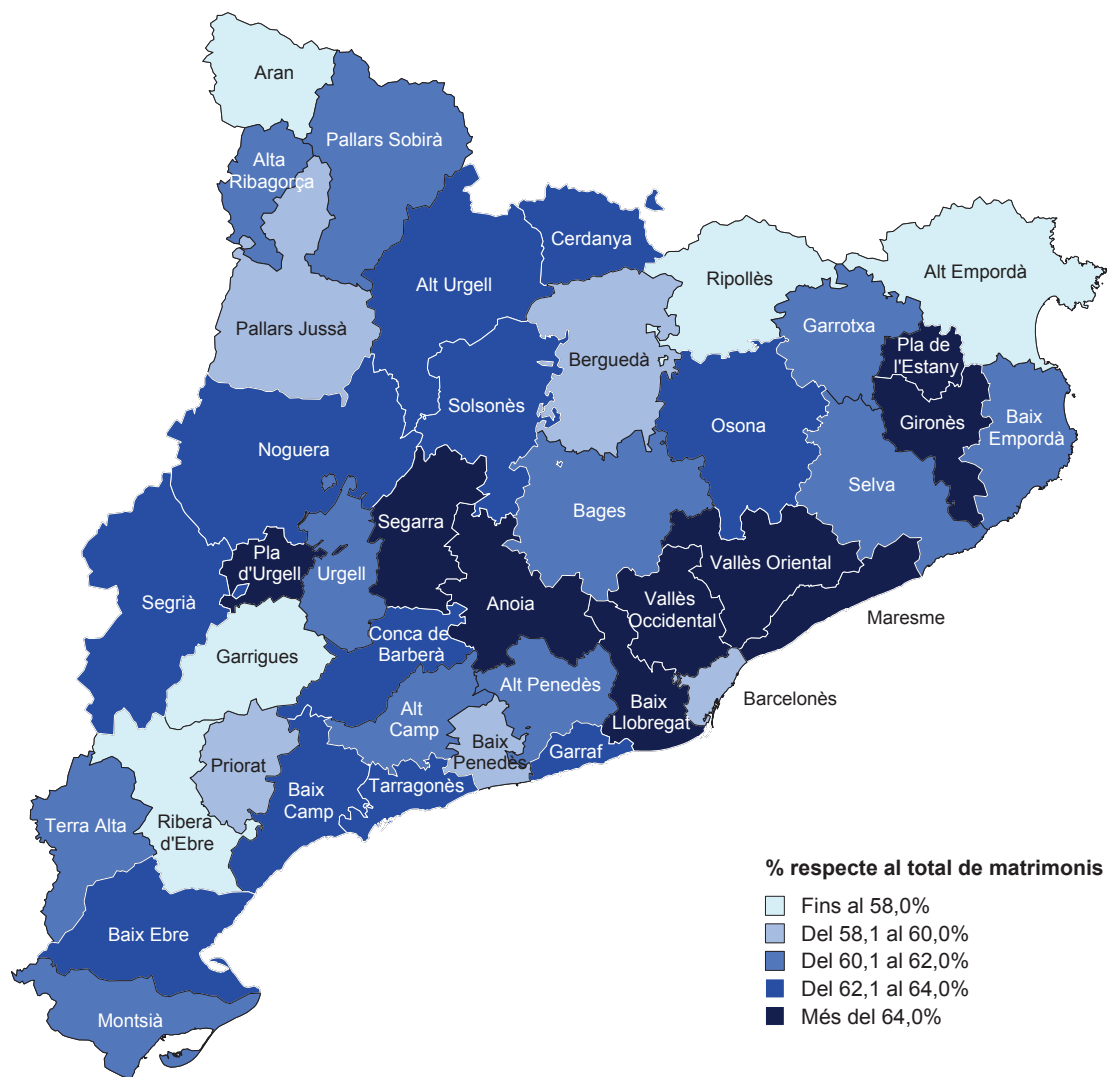 Aran
Pallars Sobirà
Alta
Ribagorça
Cerdanya
Alt Urgell
Ripollès
Alt Empordà
Pallars Jussà
Garrotxa
Pla de
l'Estany
Berguedà
Solsonès
Gironès
Baix
Empordà
Osona
Noguera
Selva
Bages
Segarra
Pla
d'Urgell
Urgell
Vallès Oriental
Segrià
Anoia
Vallès
Occidental
Maresme
Conca de
Barberà
Garrigues
Alt Penedès
Barcelonès
Baix
Llobregat
Alt
Camp
Baix
Penedès
Garraf
Priorat
Tarragonès
Baix
Camp
Terra Alta
Ribera
d'Ebre
Baix Ebre
Montsià
% respecte al total de matrimonis
Fins al 58,0%
Del 58,1 al 60,0%
Del 60,1 al 62,0%
Del 62,1 al 64,0%
Més del 64,0%